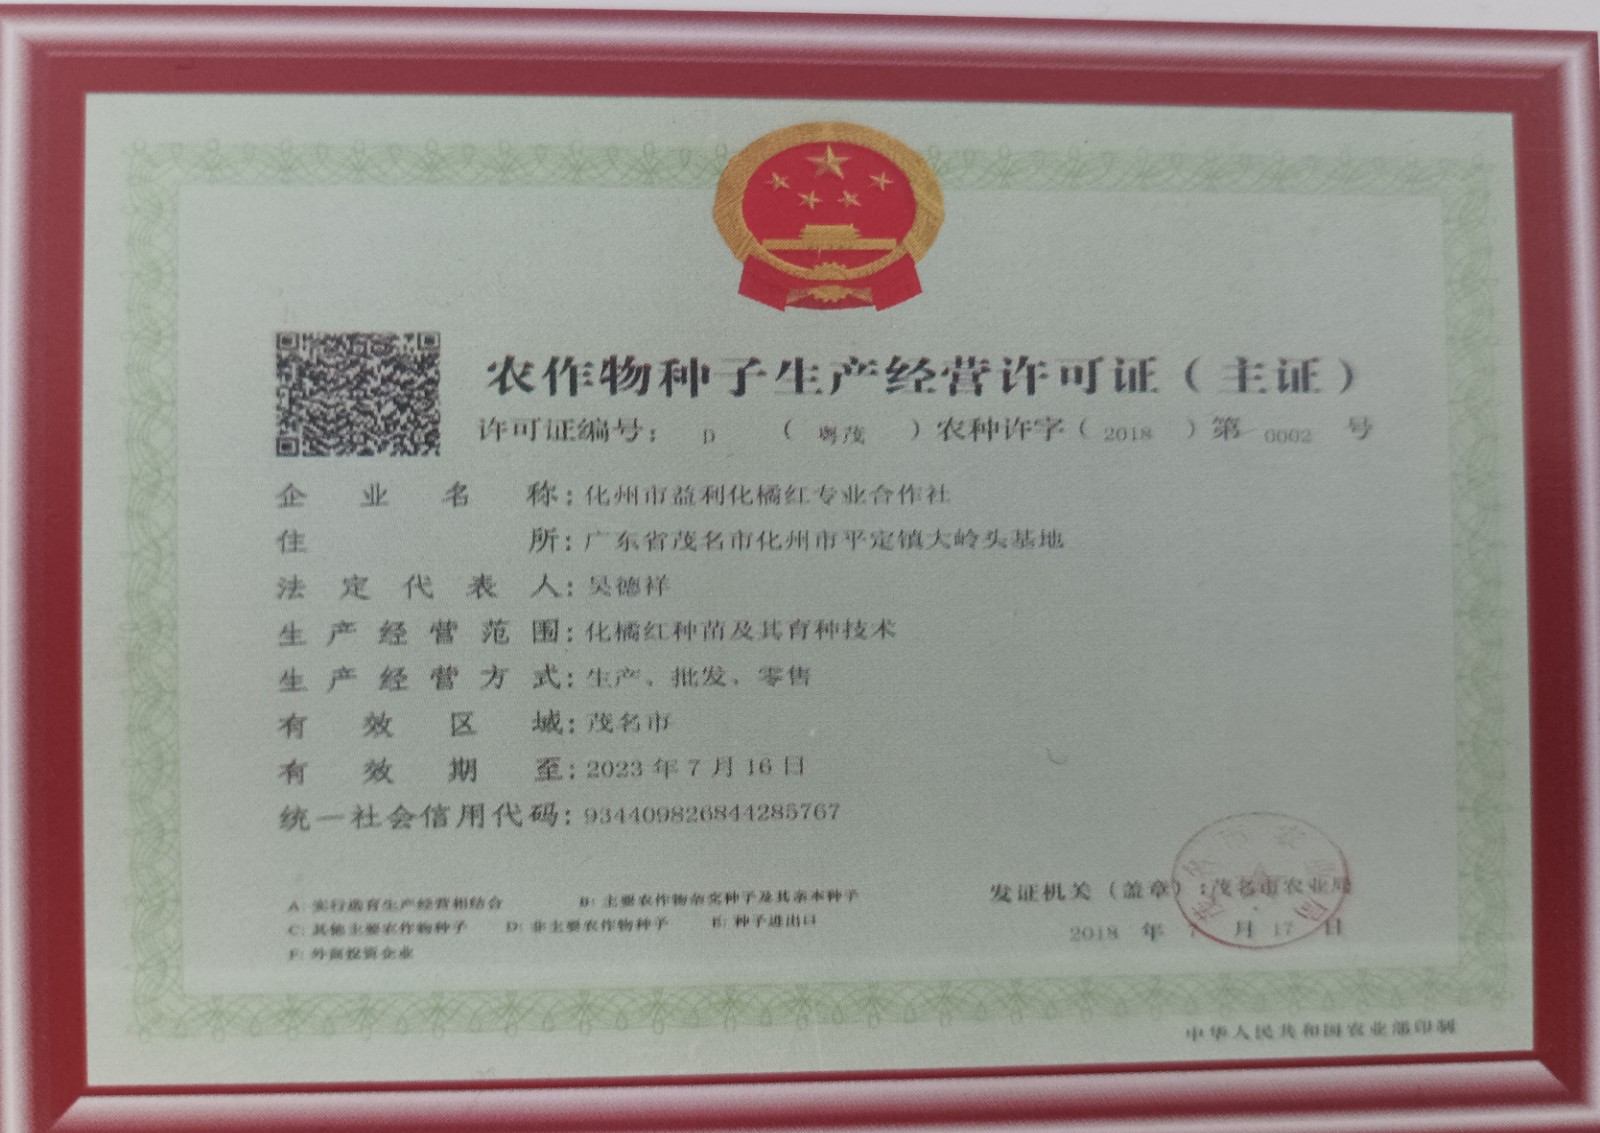 农作物种子生产经营许可证（主证）
许可证编号： D （ 粤茂 ）农种许字（ 2018 ）第 0002 号
企业名称：化州市益利化橘红专业合作社
住所：广东省茂名市化州市平定镇大岭头基地
法定代表人：吴德祥
生产经营范围：化橘红种苗及其育种技术
生产经营方式：生产、批发、零售
有效区域：茂名市
有效期至：2023 年 7 月 16 日
统一社会信用代码：934409826844285767
A: 实行选育生产经营相结合 B: 主要农作物杂交种子及其亲本种子
C: 其他主要农作物种子 D: 非主要农作物种子 E: 种子进出口
F: 外商投资企业
发证机关（盖章）：茂名市农业局
2018 年 7 月 17 日
茂名市农业局
中华人民共和国农业部印制